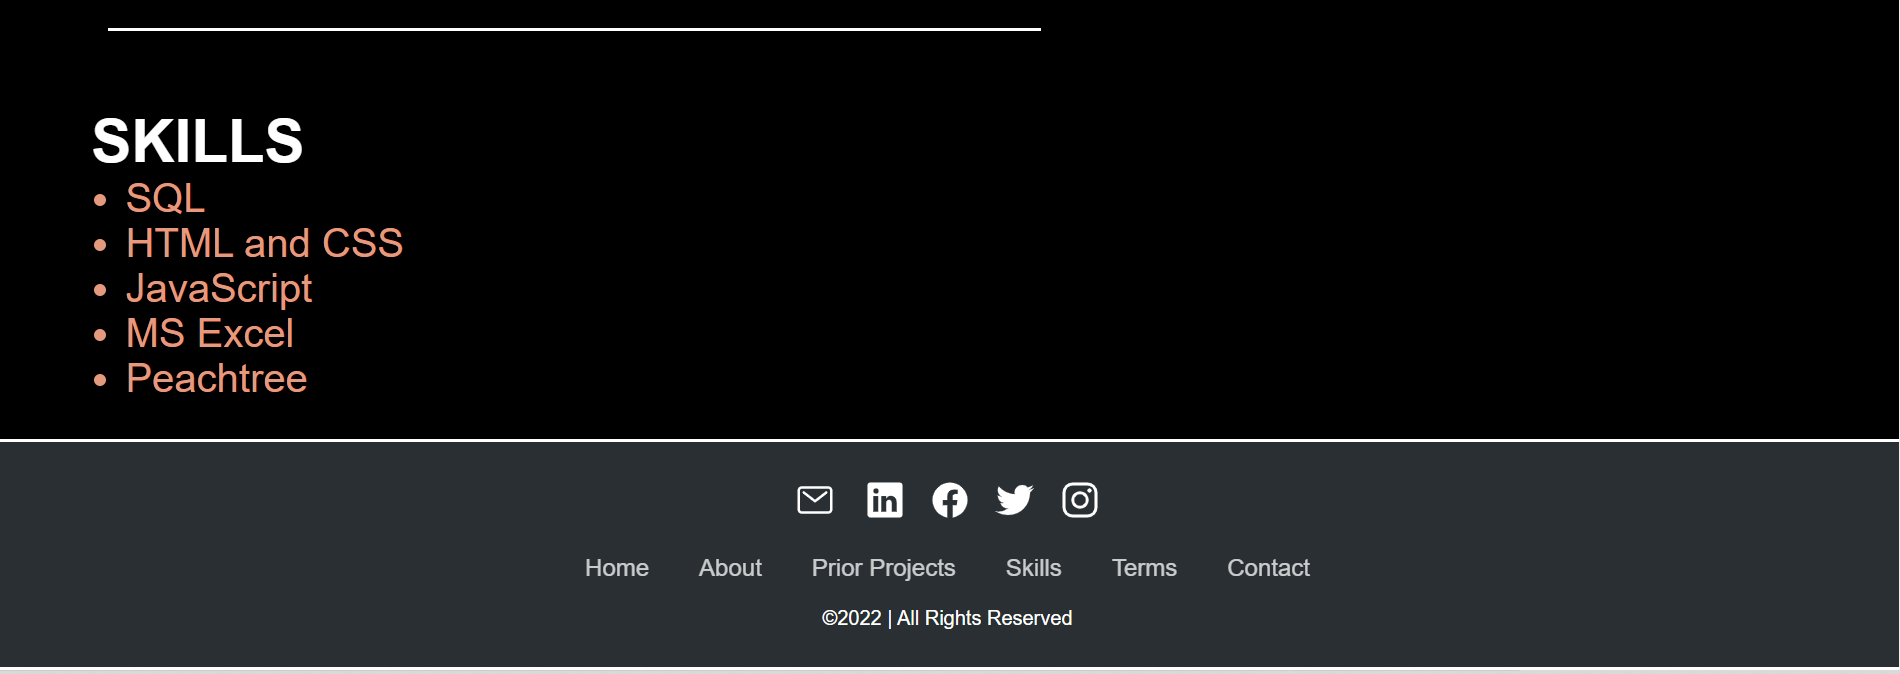 SKILLS
• SQL
• HTML and CSS
• JavaScript
• MS Excel
• Peachtree
in
Home About Prior Projects Skills Terms Contact
©2022 | All Rights Reserved